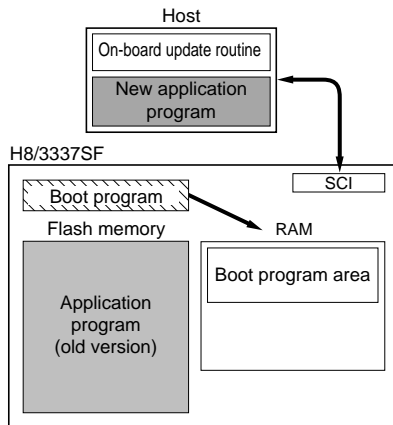 Host
On-board update routine
New application
program
H8/3337SF
SCI
Boot program
Flash memory
RAM
Boot program area
Application
program
(old version)